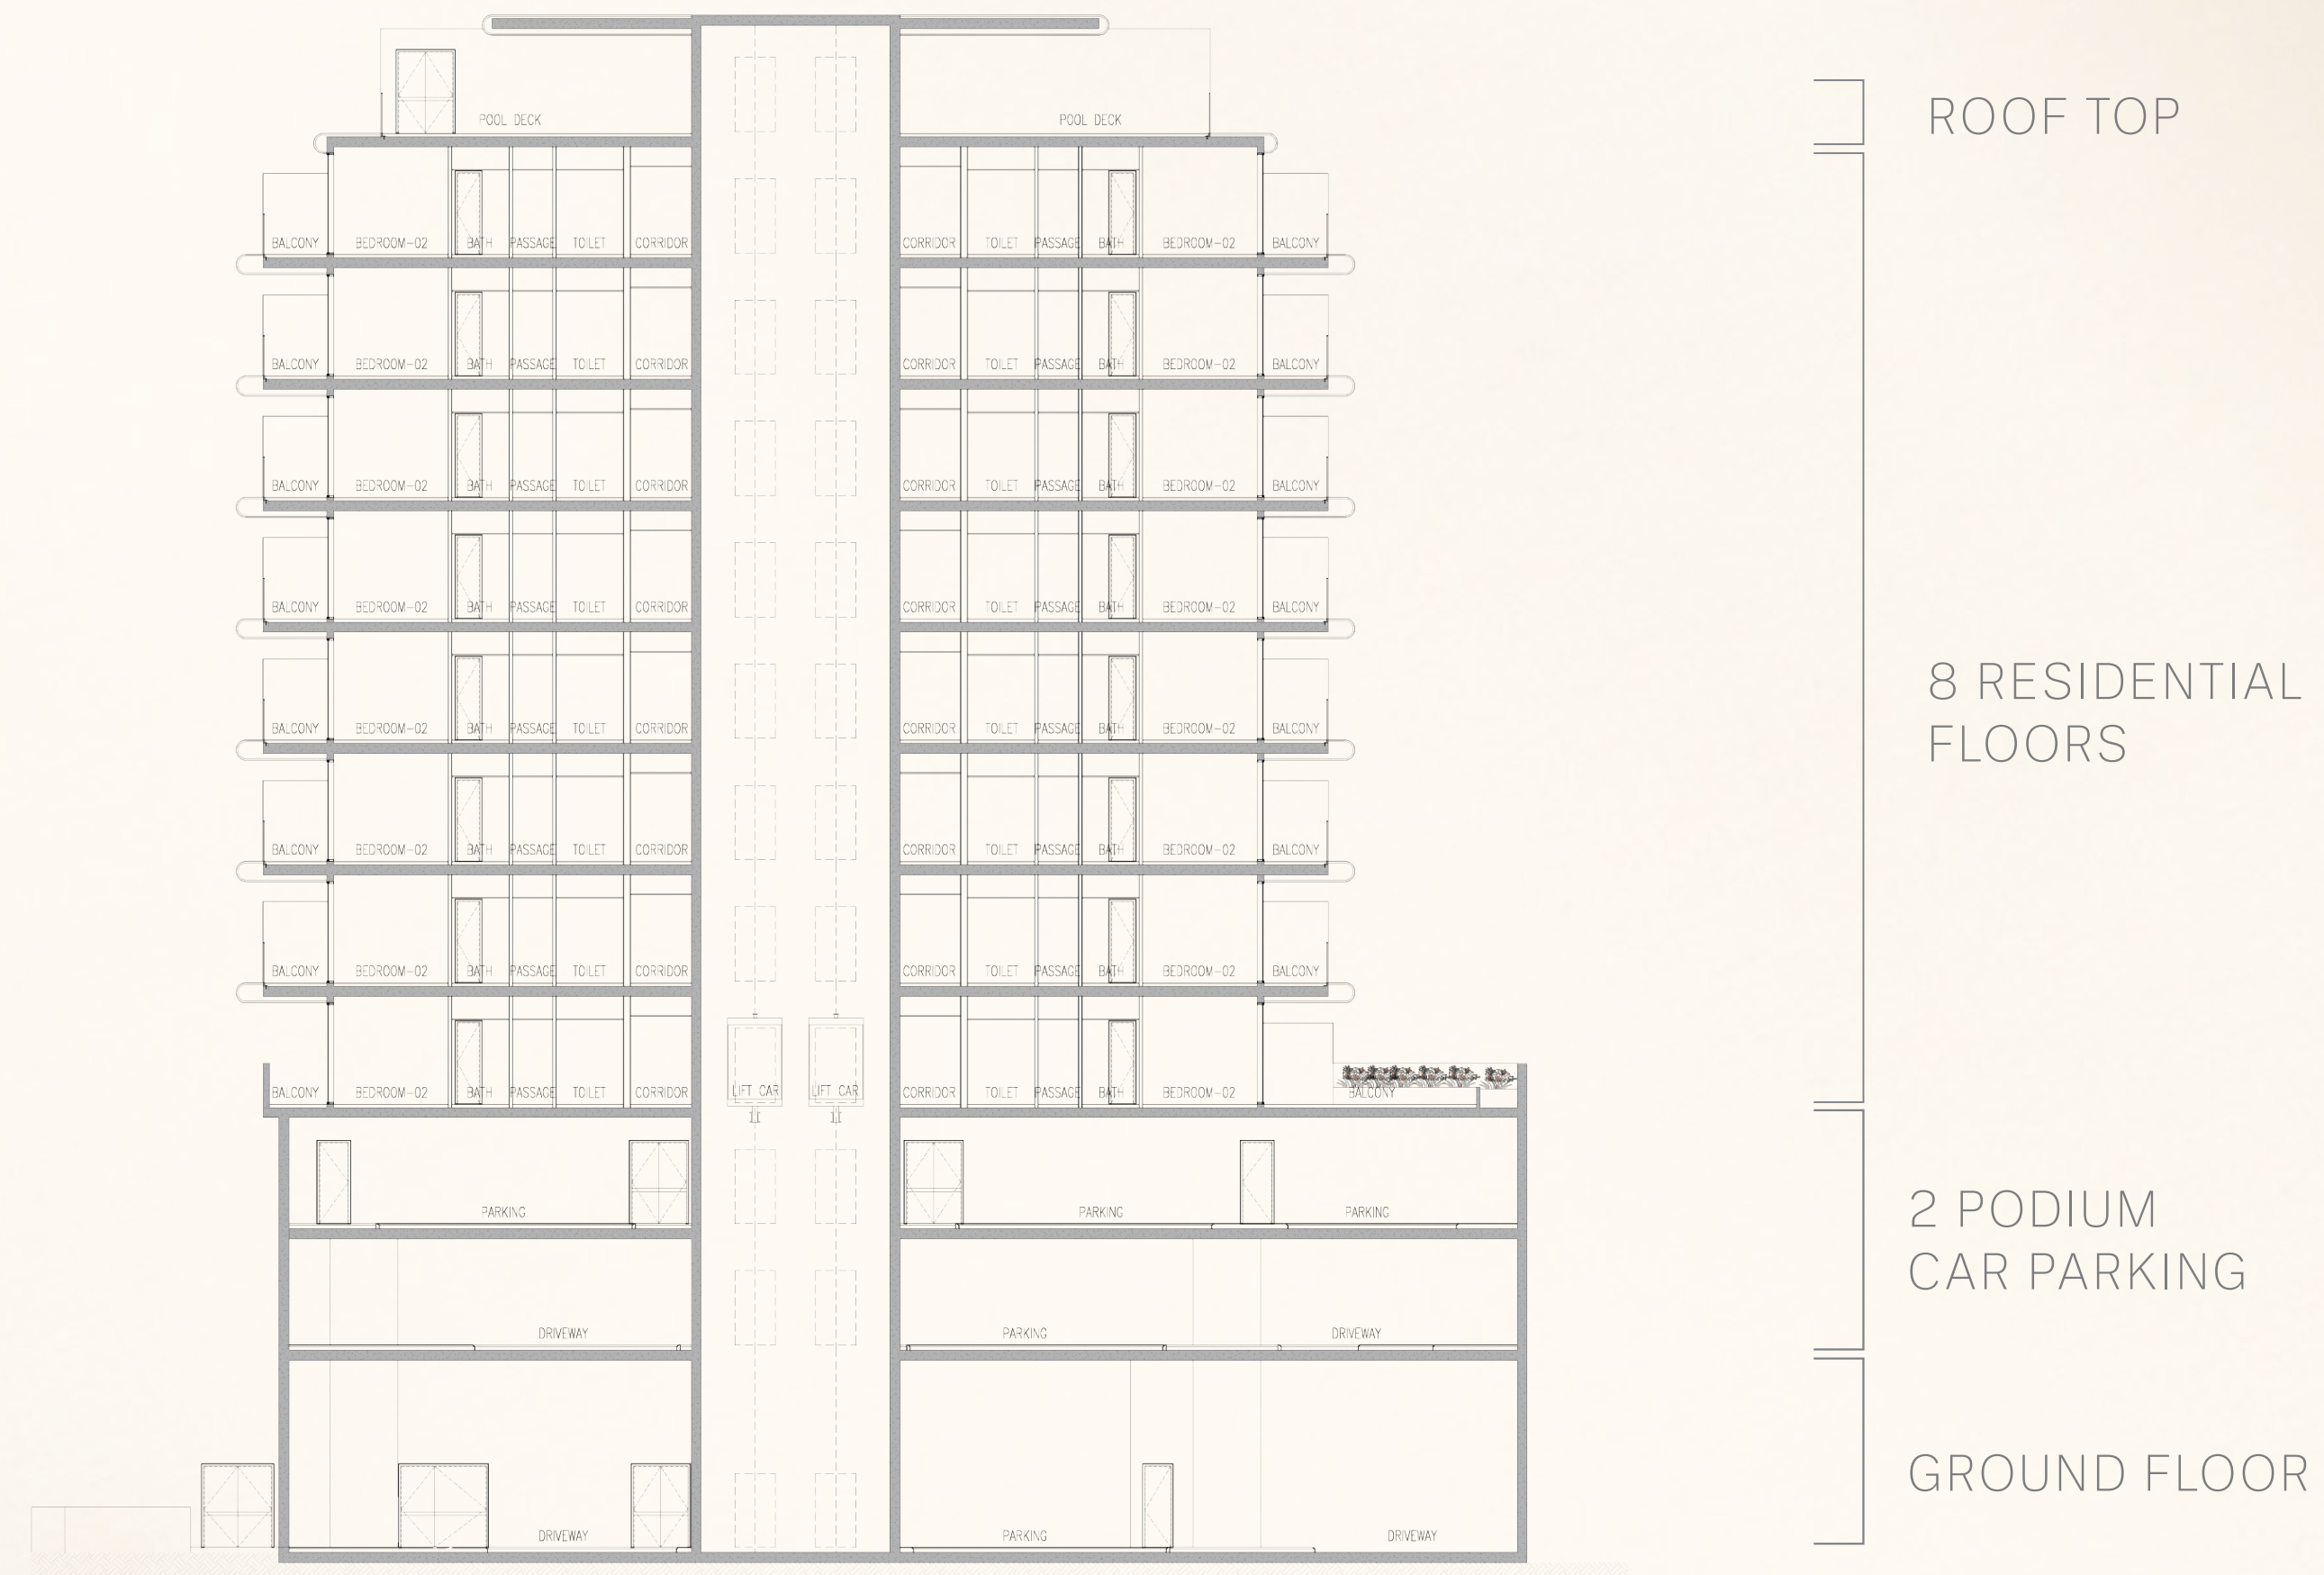 POOL DECK POOL DECK
ROOF TOP
BALCONY BEDROOM-02 BATH PASSAGE TOILET CORRIDOR CORRIDOR TOILET PASSAGE BATH BEDROOM-02 BALCONY
BALCONY BEDROOM-02 BATH PASSAGE TOILET CORRIDOR CORRIDOR TOILET PASSAGE BATH BEDROOM-02 BALCONY
BALCONY BEDROOM-02 BATH PASSAGE TOILET CORRIDOR CORRIDOR TOILET PASSAGE BATH BEDROOM-02 BALCONY
BALCONY BEDROOM-02 BATH PASSAGE TOILET CORRIDOR CORRIDOR TOILET PASSAGE BATH BEDROOM-02 BALCONY
BALCONY BEDROOM-02 BATH PASSAGE TOILET CORRIDOR CORRIDOR TOILET PASSAGE BATH BEDROOM-02 BALCONY
8 RESIDENTIAL
FLOORS
BALCONY BEDROOM-02 BATH PASSAGE TOILET CORRIDOR CORRIDOR TOILET PASSAGE BATH BEDROOM-02 BALCONY
BALCONY BEDROOM-02 BATH PASSAGE TOILET CORRIDOR CORRIDOR TOILET PASSAGE BATH BEDROOM-02 BALCONY
BALCONY BEDROOM-02 BATH PASSAGE TOILET CORRIDOR LIFT CAR LIFT CAR CORRIDOR TOILET PASSAGE BATH BEDROOM-02 BALCONY
PARKING PARKING PARKING
2 PODIUM
CAR PARKING
DRIVEWAY PARKING DRIVEWAY
GROUND FLOOR
DRIVEWAY PARKING DRIVEWAY